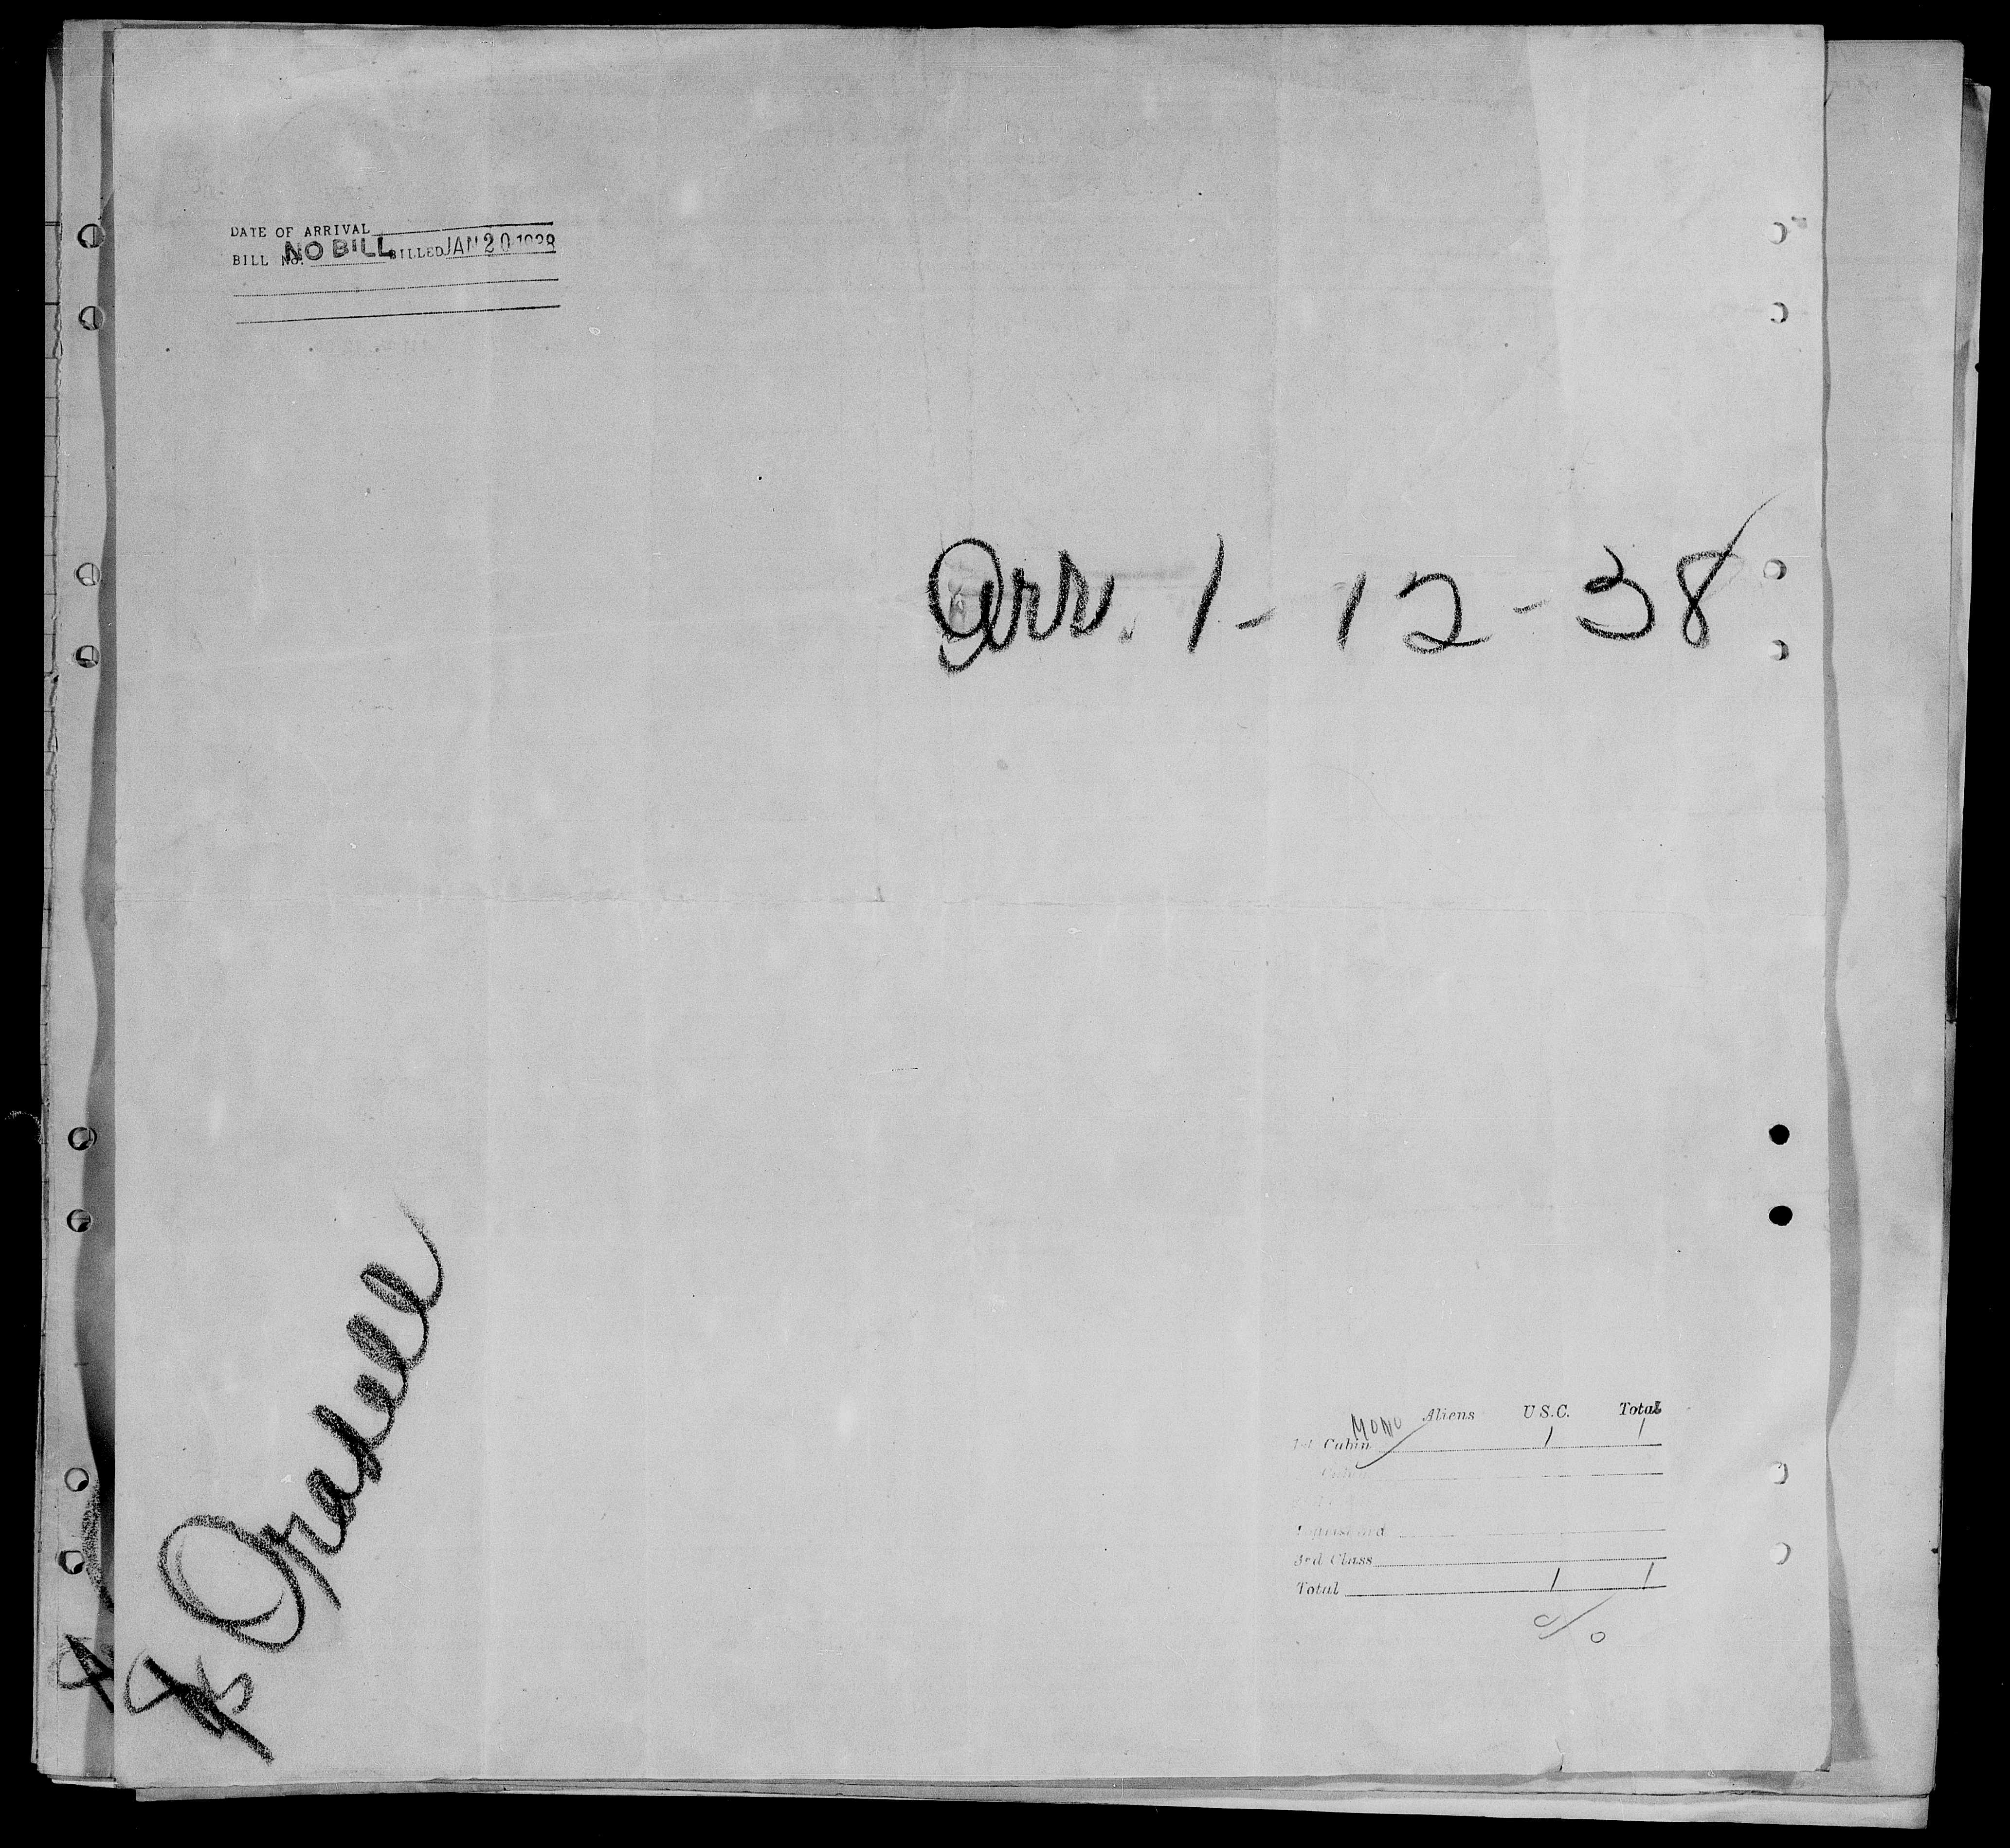 DATE OF ARRIVAL
BILL No. NO BILL BILLED JAN 20 1938
Arr. 1-12-38
MONO Aliens U.S.C. Total
1st Cabin 1 1
3rd Class
Total 1 1